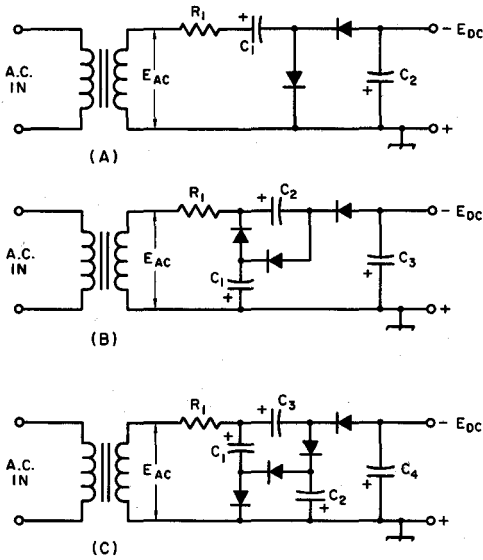 R1 + C1 − EDC
A.C. IN EAC + C2
+
(A)
R1 + C2 − EDC
A.C. IN EAC C1 + + C3
+
(B)
R1 + C3 − EDC
A.C. IN EAC + C1 C2 + + C4
+
(C)